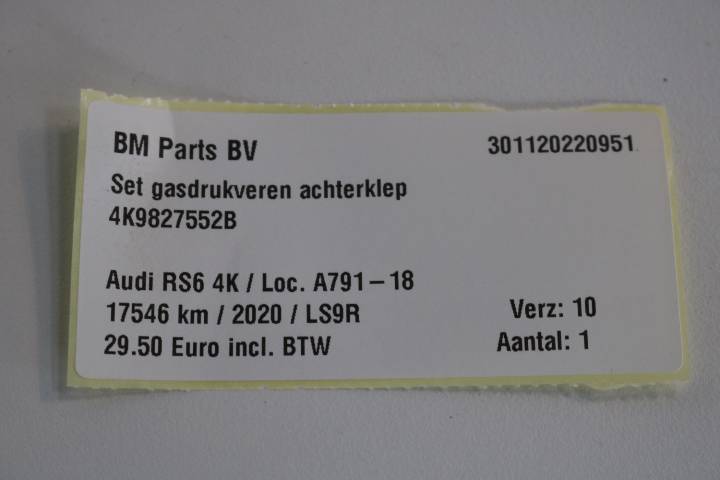 BM Parts BV 301120220951
Set gasdrukveren achterklep
4K9827552B
Audi RS6 4K / Loc. A791-18
17546 km / 2020 / LS9R Verz: 10
29.50 Euro incl. BTW Aantal: 1